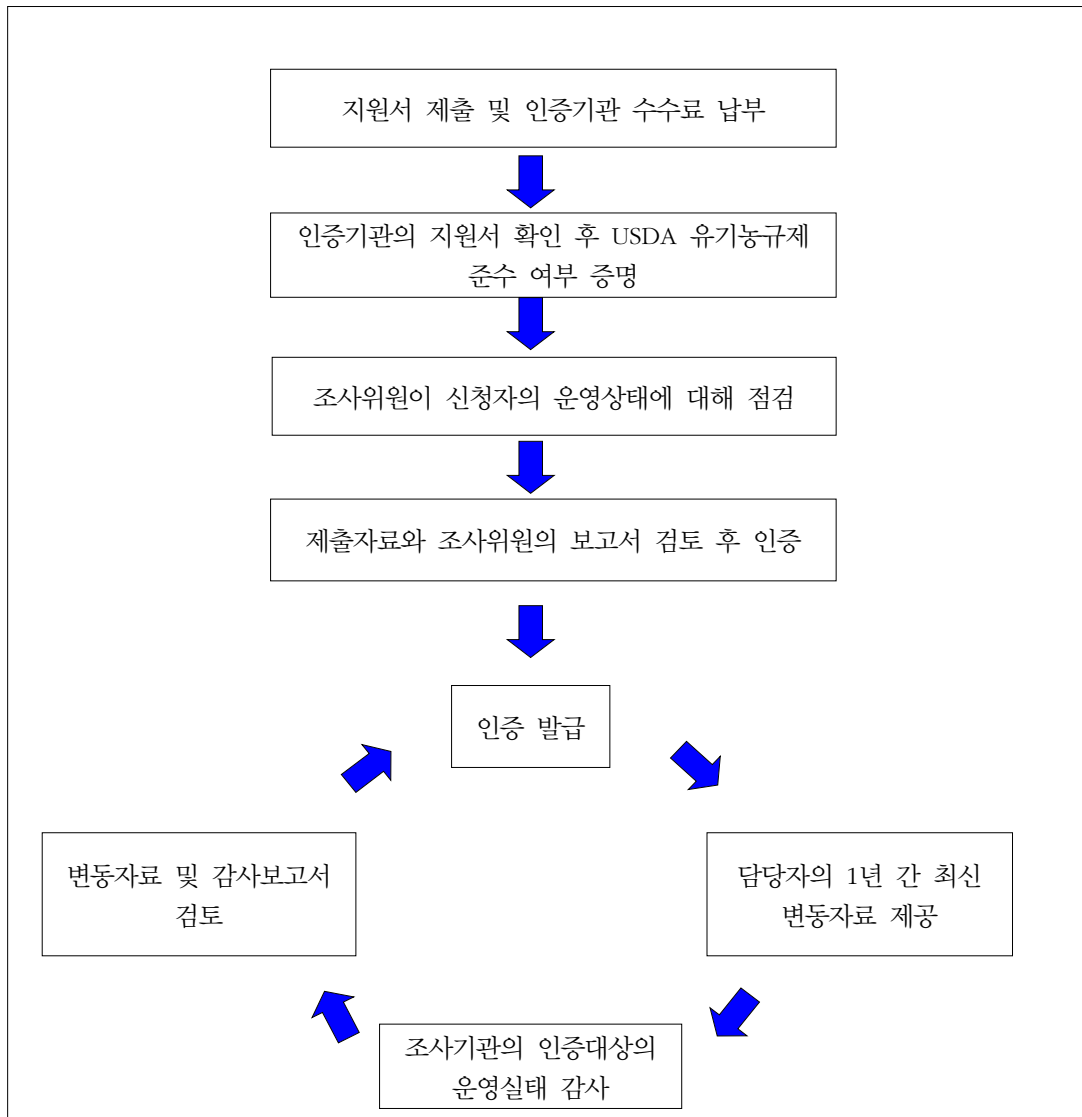 지원서 제출 및 인증기관 수수료 납부
인증기관의 지원서 확인 후 USDA 유기농규제
준수 여부 증명
조사위원이 신청자의 운영상태에 대해 점검
제출자료와 조사위원의 보고서 검토 후 인증
인증 발급
담당자의 1년 간 최신
변동자료 제공
조사기관의 인증대상의
운영실태 감사
변동자료 및 감사보고서
검토